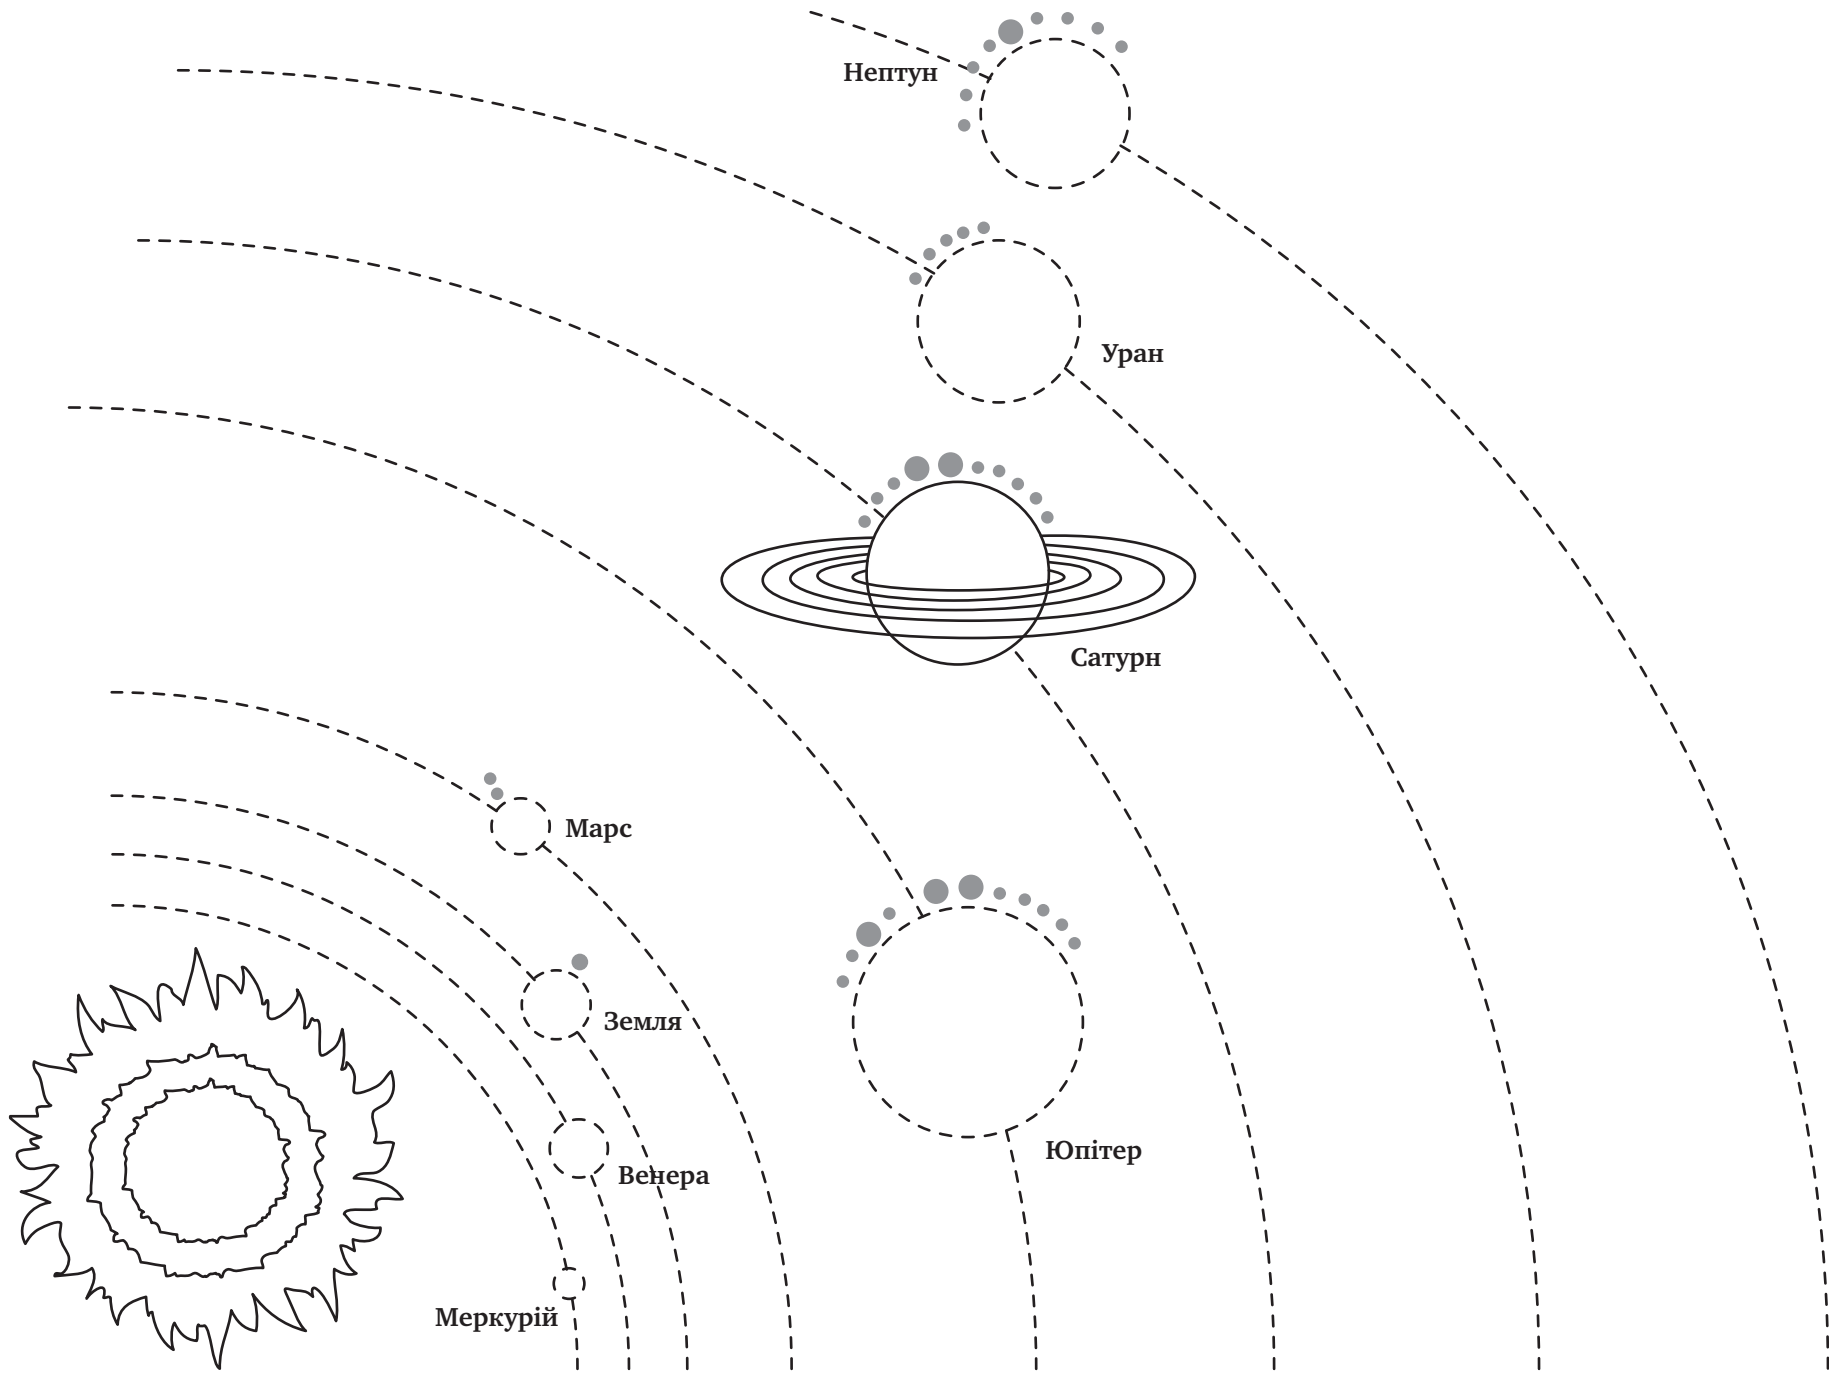 Нептун
Уран
Сатурн
Марс
Земля
Юпітер
Венера
Меркурій